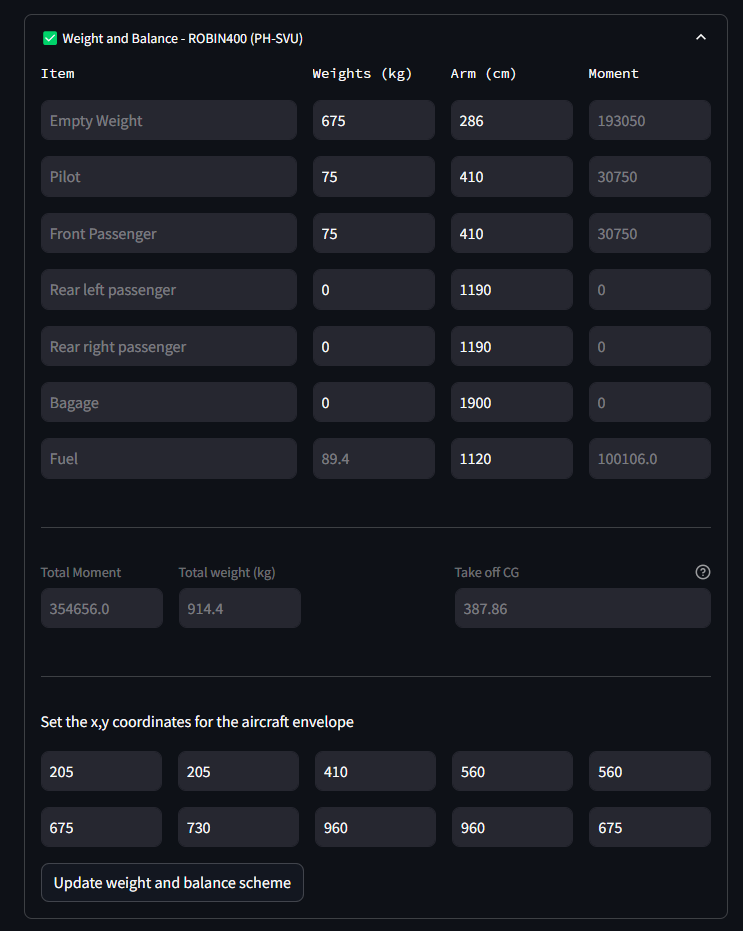 Weight and Balance - ROBIN400 (PH-SVU)
Item Weights (kg) Arm (cm) Moment
Empty Weight 675 286 193050
Pilot 75 410 30750
Front Passenger 75 410 30750
Rear left passenger 0 1190 0
Rear right passenger 0 1190 0
Bagage 0 1900 0
Fuel 89.4 1120 100106.0
Total Moment Total weight (kg) Take off CG
354656.0 914.4 387.86
Set the x,y coordinates for the aircraft envelope
205 205 410 560 560
675 730 960 960 675
Update weight and balance scheme